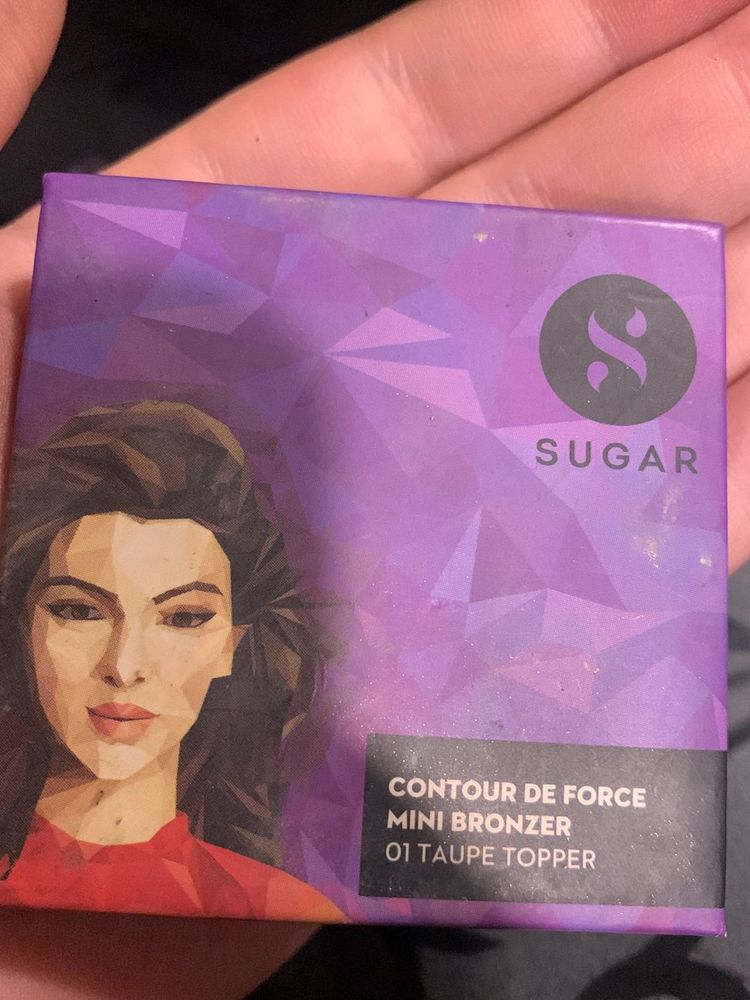 SUGAR
CONTOUR DE FORCE
MINI BRONZER
01 TAUPE TOPPER